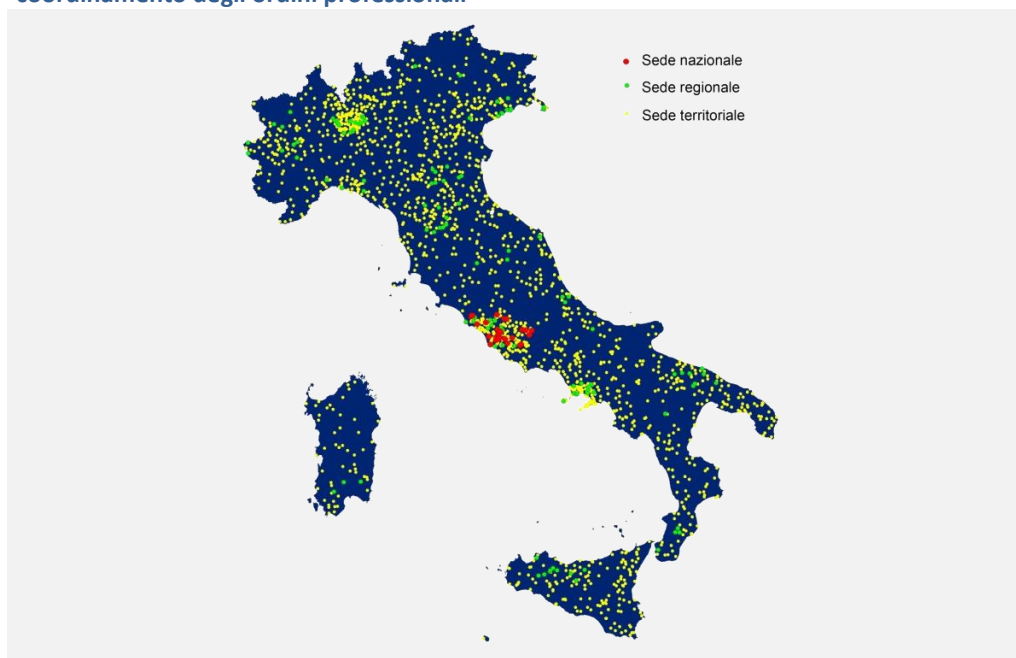 coordinamento degli ordini professionali
Sede nazionale
Sede regionale
Sede territoriale